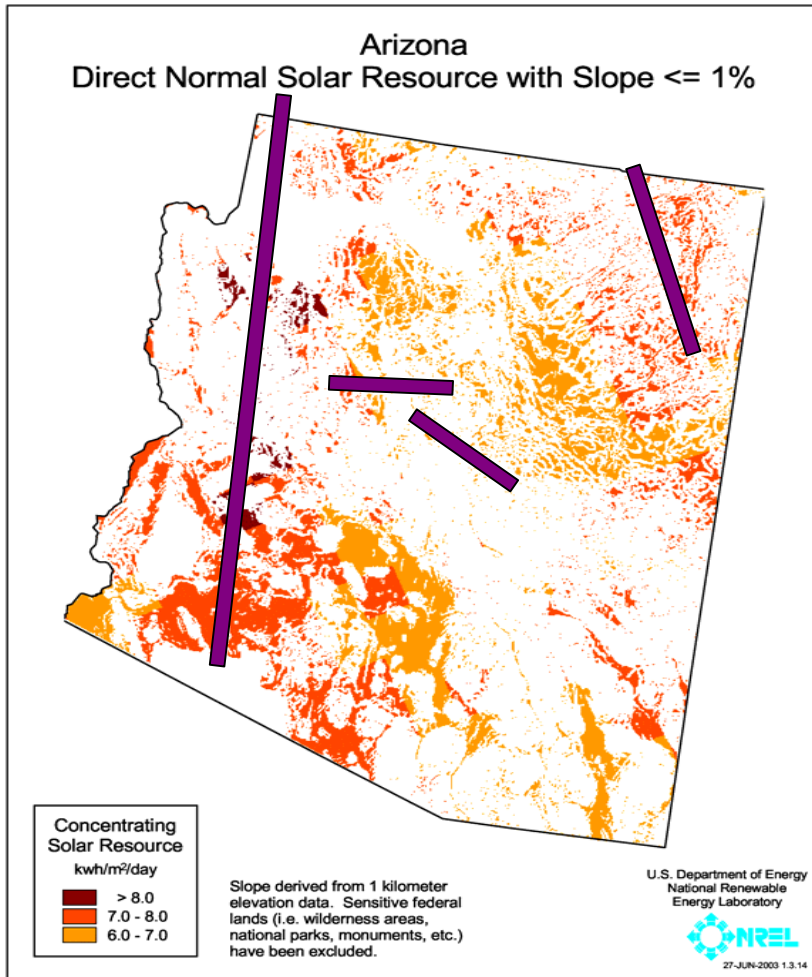 Arizona
Direct Normal Solar Resource with Slope <= 1%
Concentrating
Solar Resource
kwh/m²/day
> 8.0
7.0 - 8.0
6.0 - 7.0
Slope derived from 1 kilometer
elevation data. Sensitive federal
lands (i.e. wilderness areas,
national parks, monuments, etc.)
have been excluded.
U.S. Department of Energy
National Renewable
Energy Laboratory
NREL
27-JUN-2003 1.3.14